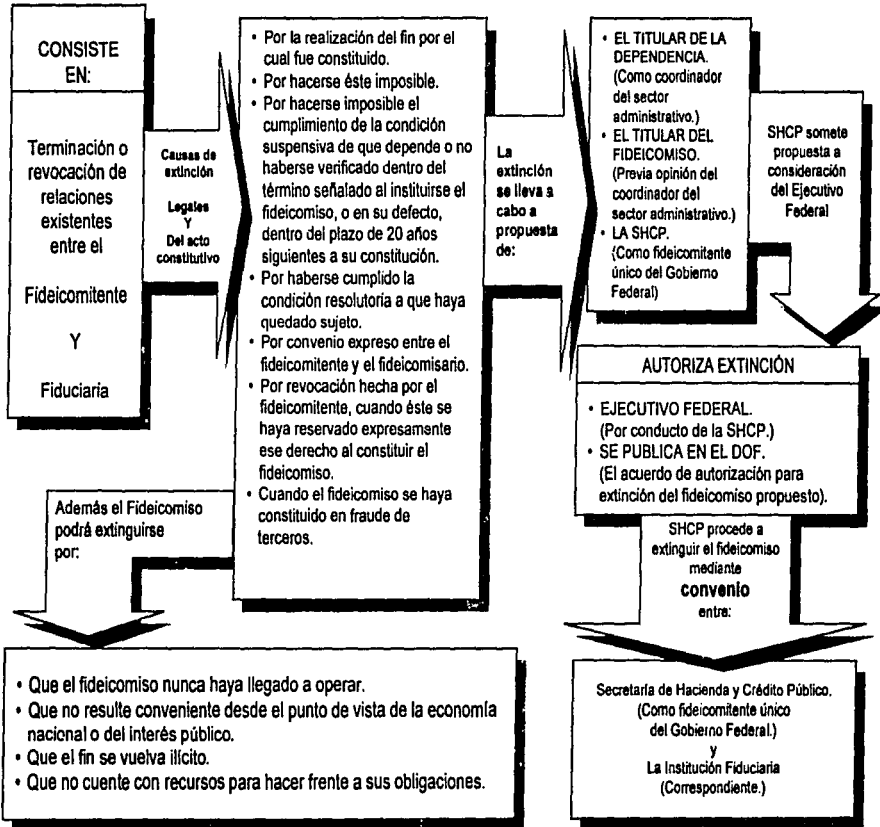 CONSISTE
EN:
Terminación o
revocación de
relaciones
existentes
entre el
Fideicomitente
Y
Fiduciaria
Causas de
extinción
Legales
Y
Del acto
constitutivo
• Por la realización del fin por el
cual fue constituido.
• Por hacerse éste imposible.
• Por hacerse imposible el
cumplimiento de la condición
suspensiva de que depende o no
haberse verificado dentro del
término señalado al instituirse el
fideicomiso, o en su defecto,
dentro del plazo de 20 años
siguientes a su constitución.
• Por haberse cumplido la
condición resolutoria a que haya
quedado sujeto.
• Por convenio expreso entre el
fideicomitente y el fideicomisario.
• Por revocación hecha por el
fideicomitente, cuando éste se
haya reservado expresamente
ese derecho al constituir el
fideicomiso.
• Cuando el fideicomiso se haya
constituido en fraude de
terceros.
La
extinción
se lleva a
cabo a
propuesta
de:
• EL TITULAR DE LA
DEPENDENCIA.
(Como coordinador
del sector
administrativo.)
• EL TITULAR DEL
FIDEICOMISO.
(Previa opinión del
coordinador del
sector administrativo.)
• LA SHCP.
(Como fideicomitente
único del Gobierno
Federal)
SHCP somete
propuesta a
consideración
del Ejecutivo
Federal
AUTORIZA EXTINCIÓN
• EJECUTIVO FEDERAL.
(Por conducto de la SHCP.)
• SE PUBLICA EN EL DOF.
(El acuerdo de autorización para
extinción del fideicomiso propuesto).
SHCP procede a
extinguir el fideicomiso
mediante
convenio
entre:
Secretaría de Hacienda y Crédito Público.
(Como fideicomitente único
del Gobierno Federal.)
y
La Institución Fiduciaria
(Correspondiente.)
Además el Fideicomiso
podrá extinguirse
por:
• Que el fideicomiso nunca haya llegado a operar.
• Que no resulte conveniente desde el punto de vista de la economía
nacional o del interés público.
• Que el fin se vuelva ilícito.
• Que no cuente con recursos para hacer frente a sus obligaciones.